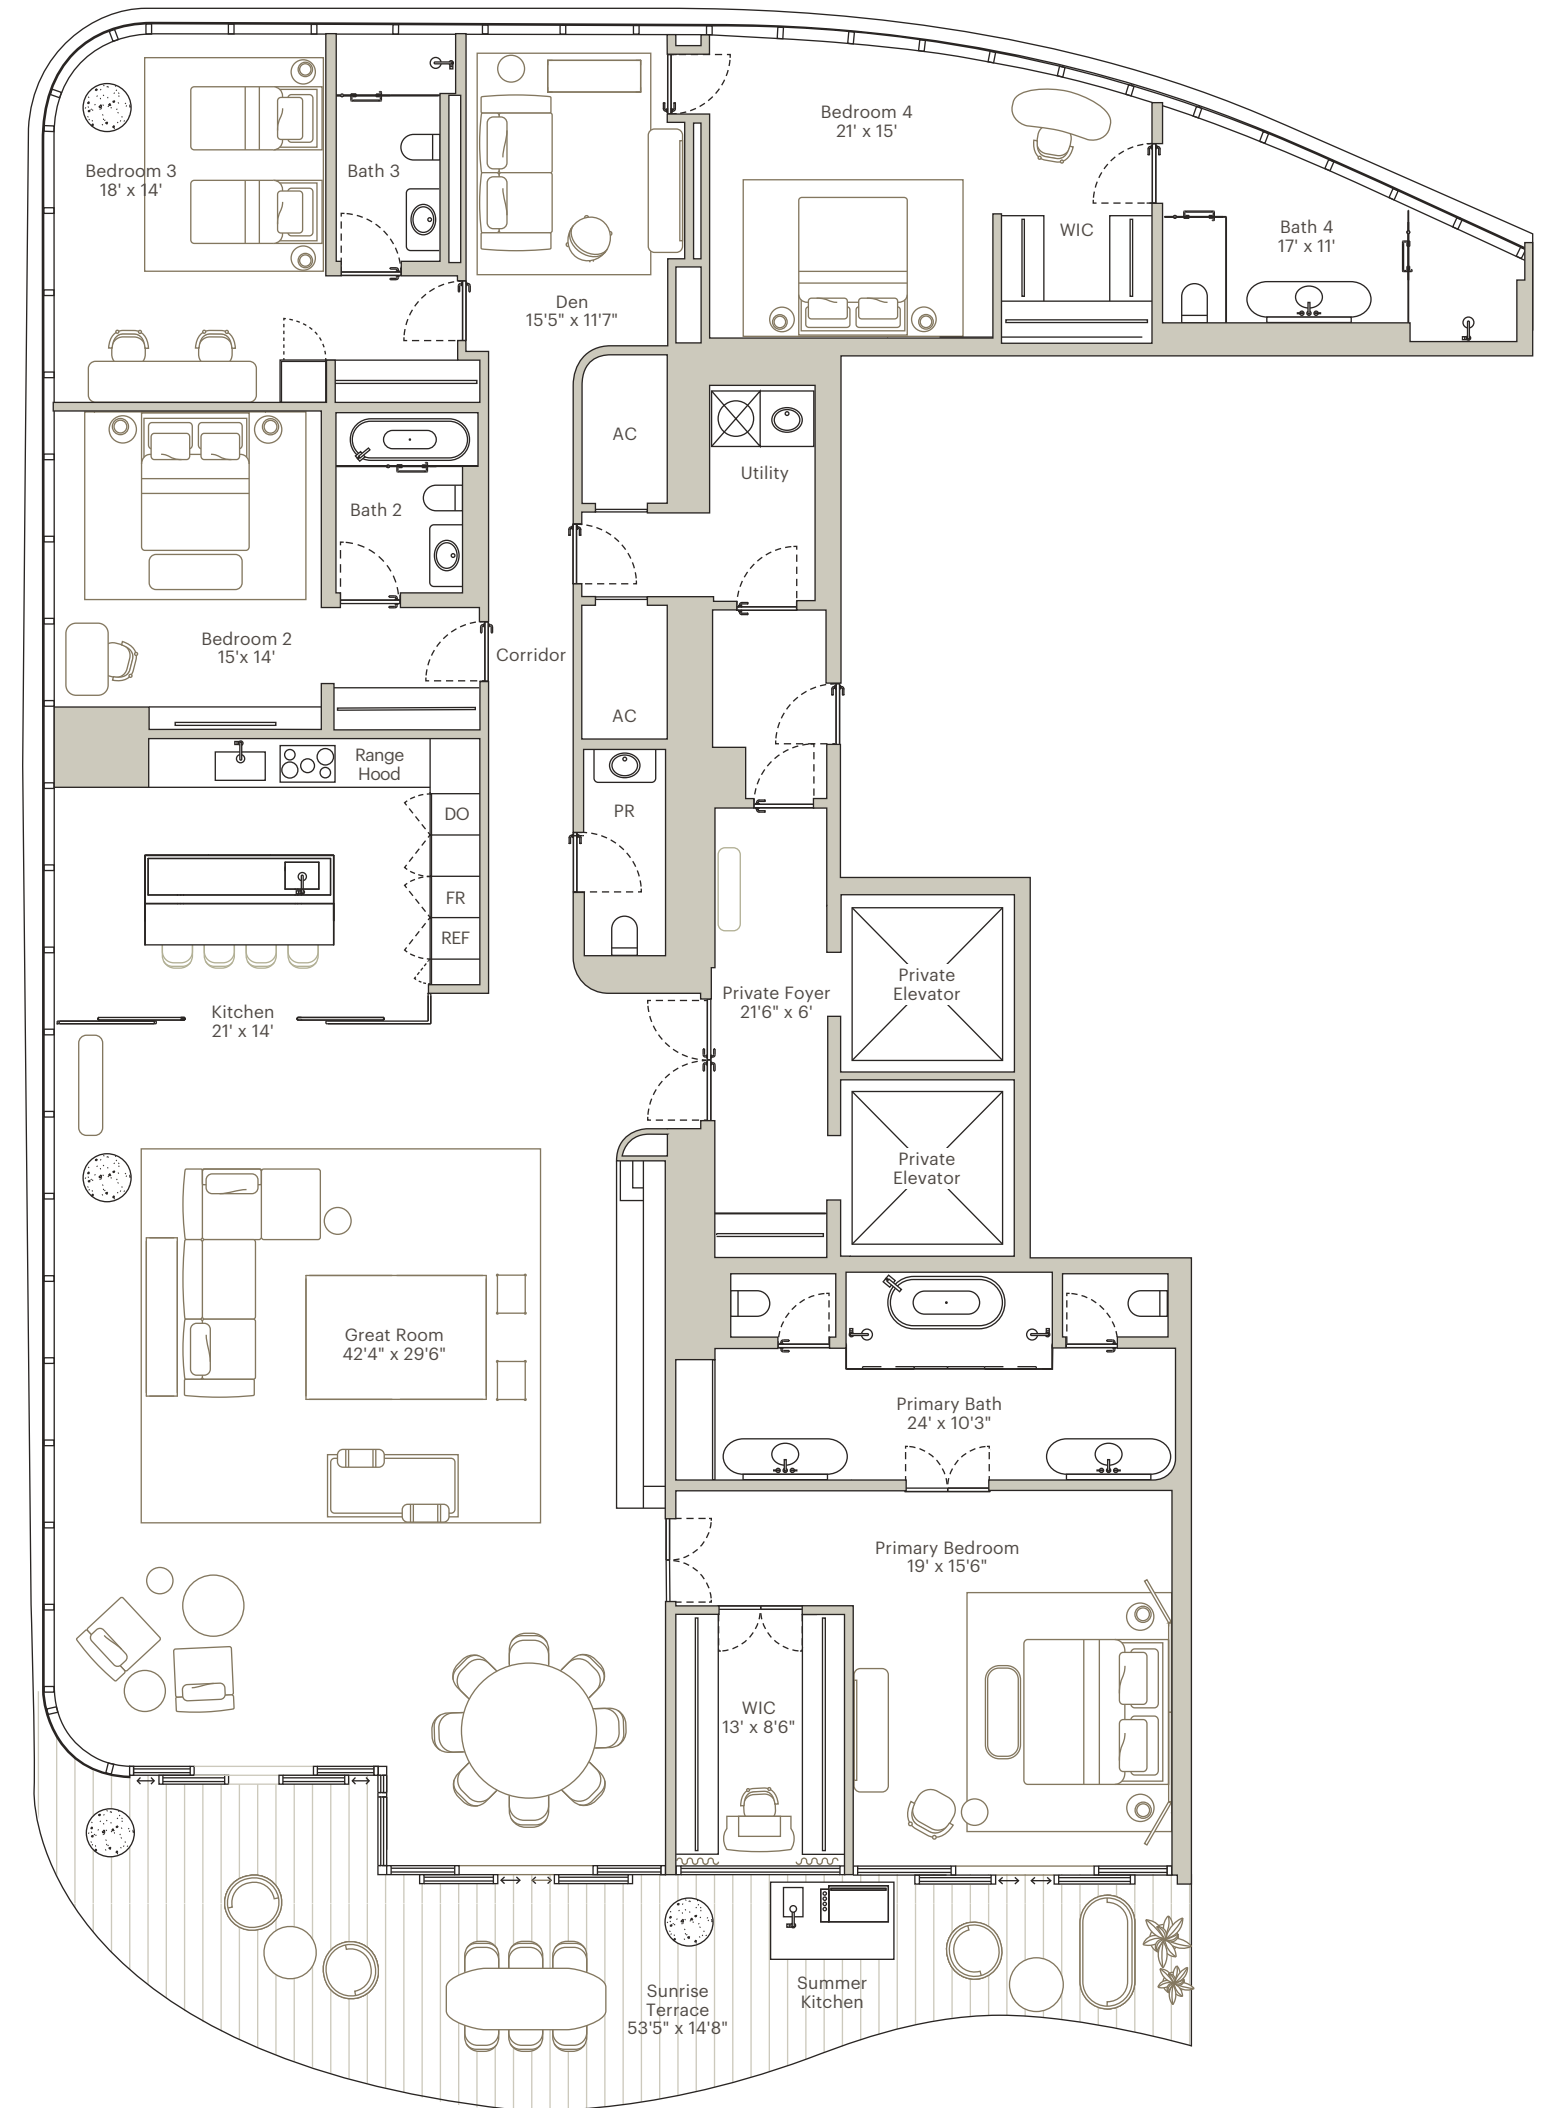 Bedroom 3
18' x 14'
Bath 3
Den
15'5" x 11'7"
Bedroom 4
21' x 15'
WIC
Bath 4
17' x 11'
AC
Utility
Bath 2
Bedroom 2
15'x 14'
Corridor
AC
Range
Hood
DO
FR
REF
PR
Kitchen
21' x 14'
Private Foyer
21'6" x 6'
Private
Elevator
Private
Elevator
Great Room
42'4" x 29'6"
Primary Bath
24' x 10'3"
Primary Bedroom
19' x 15'6"
WIC
13' x 8'6"
Sunrise
Terrace
53'5" x 14'8"
Summer
Kitchen